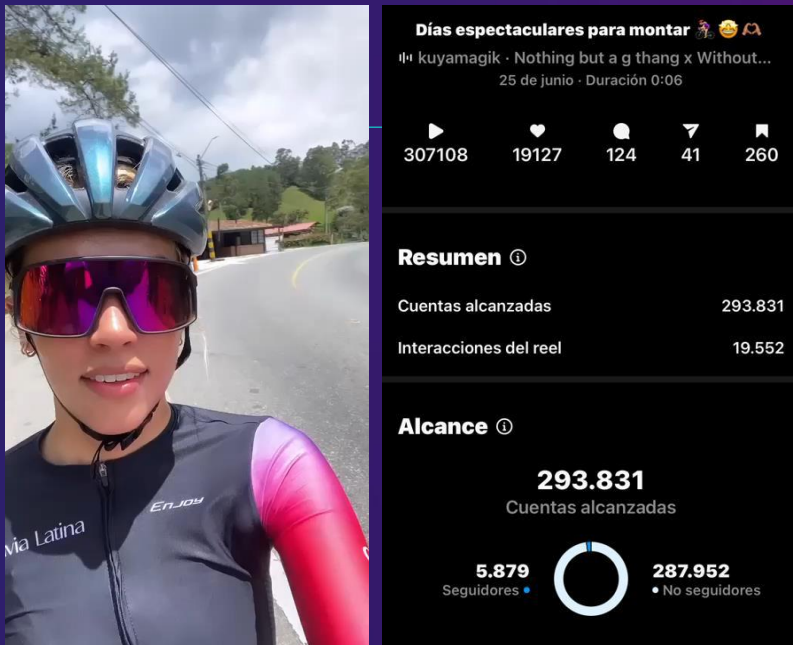 via Latina
Enjoy
Días espectaculares para montar 🚴🏽‍♀️🤩🫶🏽
kuyamagik · Nothing but a g thang x Without...
25 de junio · Duración 0:06
307108 19127 124 41 260
Resumen
Cuentas alcanzadas 293.831
Interacciones del reel 19.552
Alcance
293.831
Cuentas alcanzadas
5.879 287.952
Seguidores No seguidores